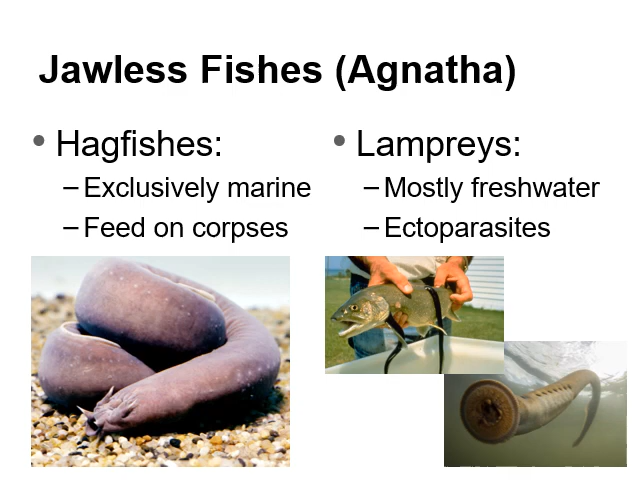 Jawless Fishes (Agnatha)
• Hagfishes:
– Exclusively marine
– Feed on corpses
• Lampreys:
– Mostly freshwater
– Ectoparasites